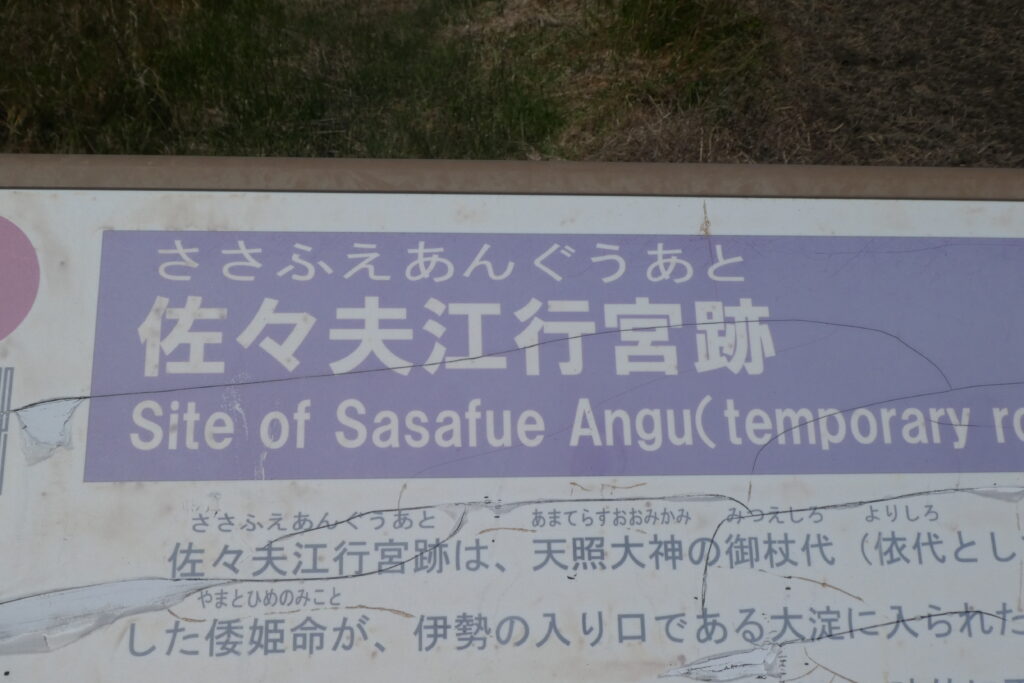 ささふえあんぐうあと
佐々夫江行宮跡
Site of Sasafue Angu(temporary
ささふえあんぐうあと あまてらすおおみかみ みつえしろ よりしろ
佐々夫江行宮跡は、天照大神の御杖代（依代とし
やまとひめのみこと
した倭姫命が、伊勢の入り口である大淀に入られた